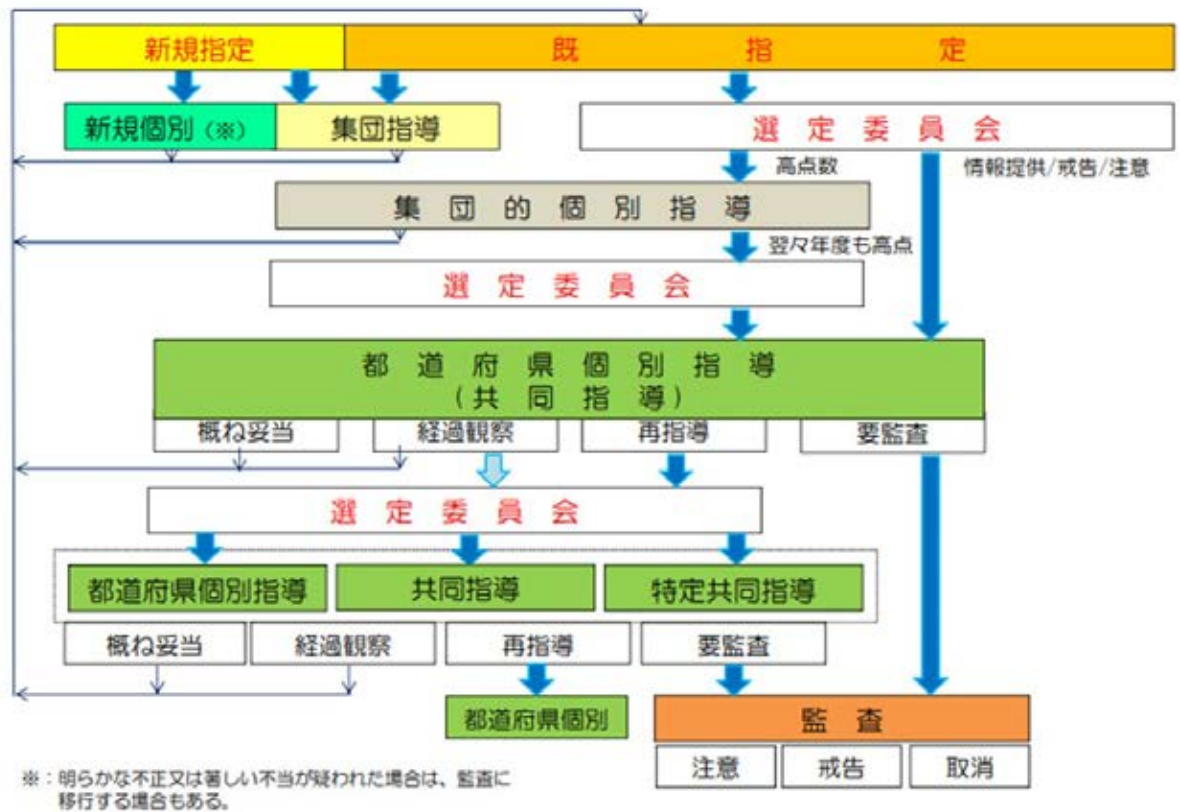 新規指定
既指定
新規個別（※）
集団指導
選定委員会
高点数
情報提供/戒告/注意
集団的個別指導
翌々年度も高点
選定委員会
都道府県個別指導
(共同指導)
概ね妥当
経過観察
再指導
要監査
選定委員会
都道府県個別指導
共同指導
特定共同指導
概ね妥当
経過観察
再指導
要監査
都道府県個別
監査
注意
戒告
取消
※：明らかな不正又は著しい不当が疑われた場合は、監査に
移行する場合もある。